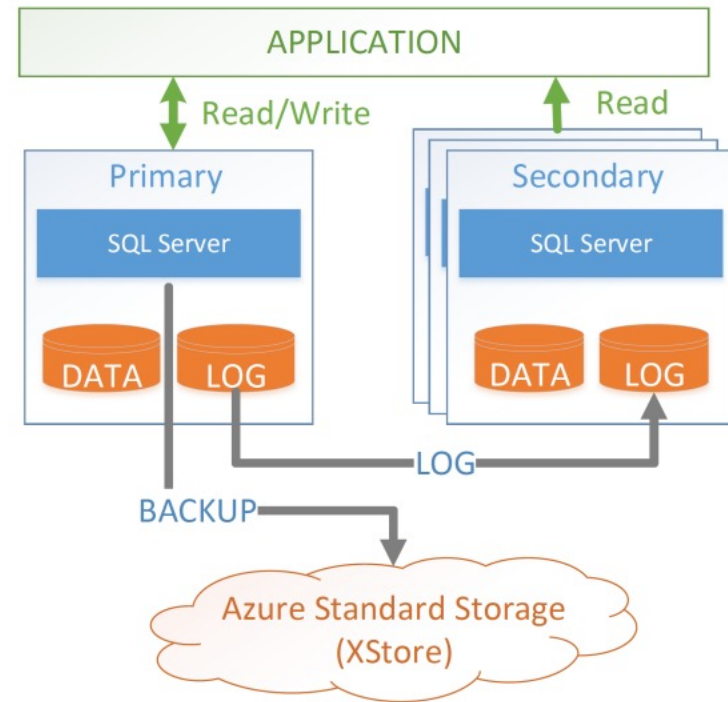 APPLICATION
Read/Write
Read
Primary
SQL Server
DATA
LOG
Secondary
SQL Server
DATA
LOG
LOG
BACKUP
Azure Standard Storage
(XStore)